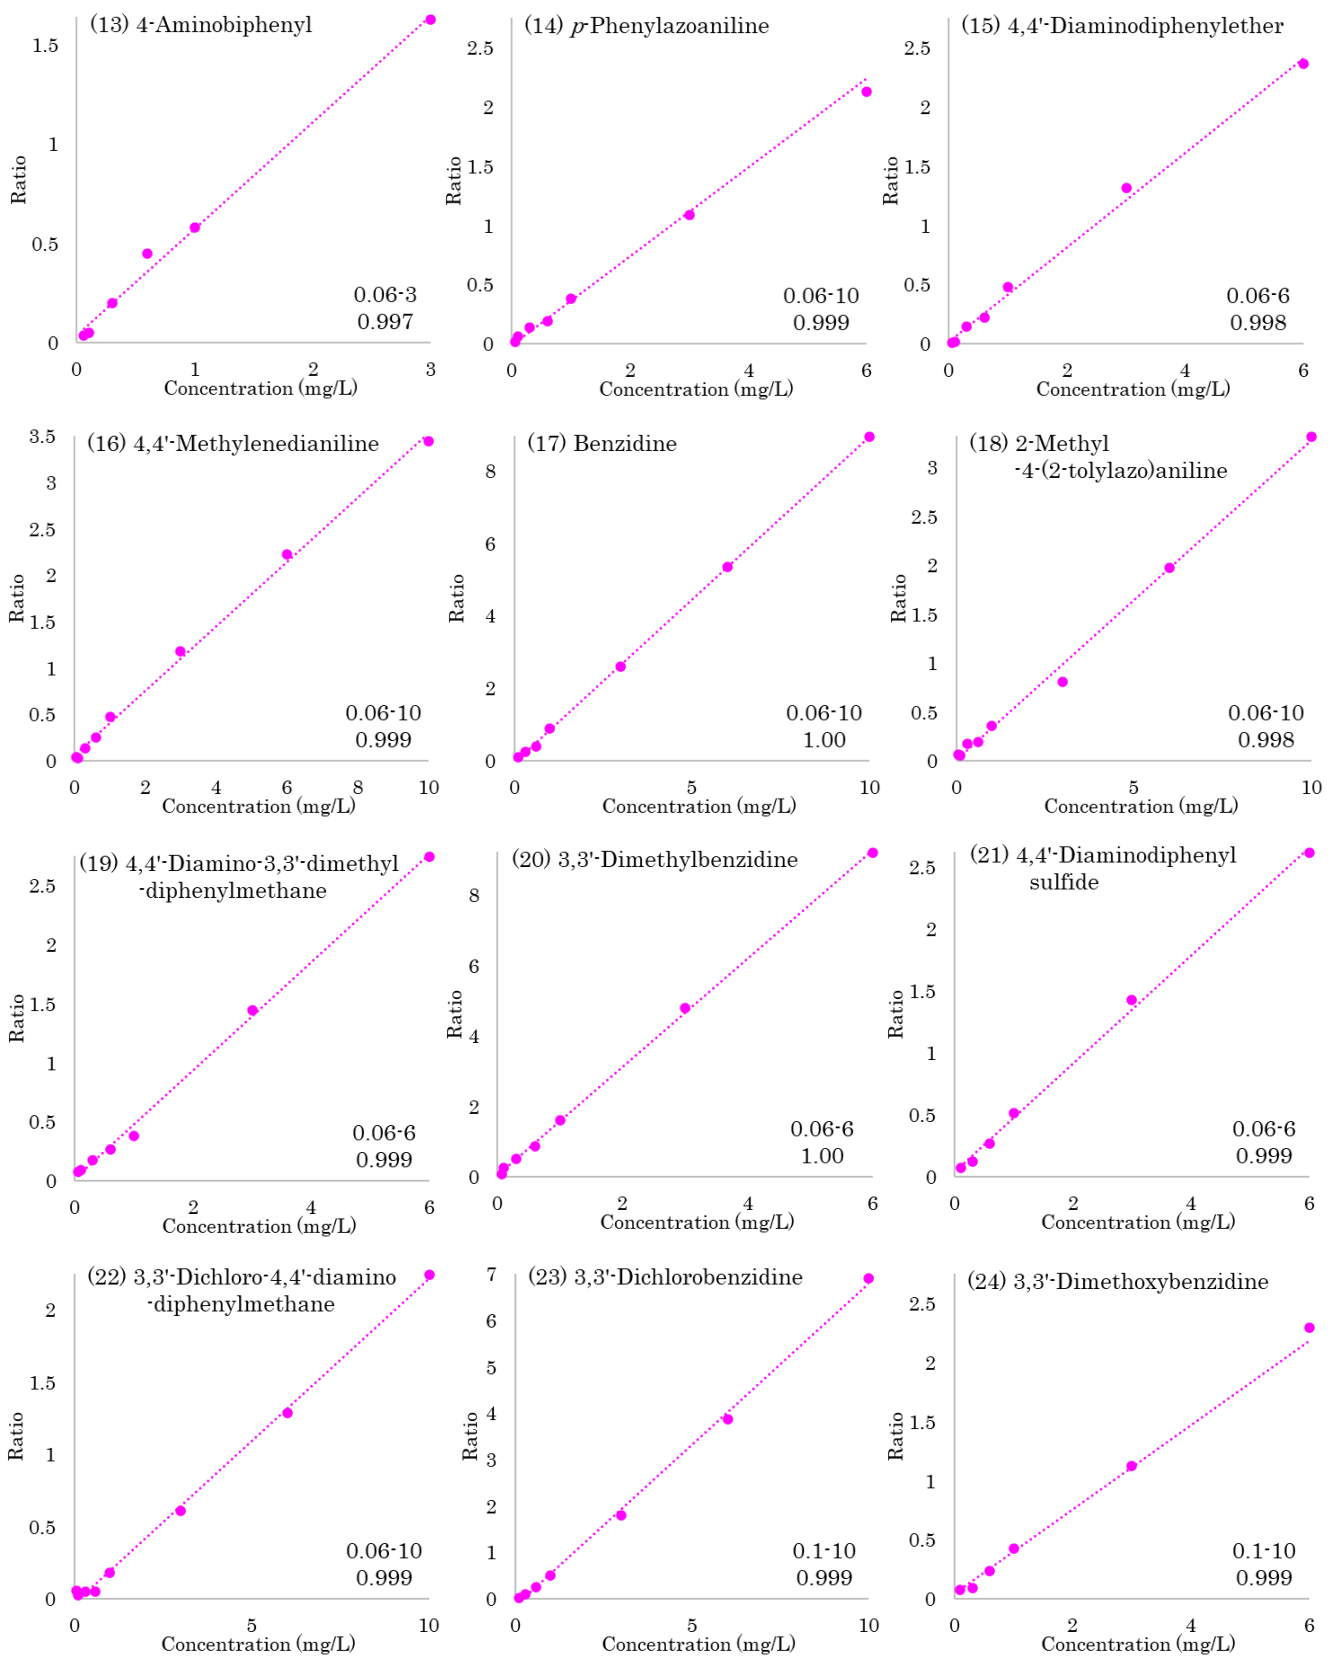 (13) 4-Aminobiphenyl
1.5
1
0.5
0
Ratio
0.06-3
0.997
0 1 2 3
Concentration (mg/L)
(14) p-Phenylazoaniline
2.5
2
1.5
1
0.5
0
Ratio
0.06-10
0.999
0 2 4 6
Concentration (mg/L)
(15) 4,4'-Diaminodiphenylether
2.5
2
1.5
1
0.5
0
Ratio
0.06-6
0.998
0 2 4 6
Concentration (mg/L)
(16) 4,4'-Methylenedianiline
3.5
3
2.5
2
1.5
1
0.5
0
Ratio
0.06-10
0.999
0 2 4 6 8 10
Concentration (mg/L)
(17) Benzidine
8
6
4
2
0
Ratio
0.06-10
1.00
0 5 10
Concentration (mg/L)
(18) 2-Methyl
-4-(2-tolylazo)aniline
3
2.5
2
1.5
1
0.5
0
Ratio
0.06-10
0.998
0 5 10
Concentration (mg/L)
(19) 4,4'-Diamino-3,3'-dimethyl
-diphenylmethane
2.5
2
1.5
1
0.5
0
Ratio
0.06-6
0.999
0 2 4 6
Concentration (mg/L)
(20) 3,3'-Dimethylbenzidine
8
6
4
2
0
Ratio
0.06-6
1.00
0 2 4 6
Concentration (mg/L)
(21) 4,4'-Diaminodiphenyl
sulfide
2.5
2
1.5
1
0.5
0
Ratio
0.06-6
0.999
0 2 4 6
Concentration (mg/L)
(22) 3,3'-Dichloro-4,4'-diamino
-diphenylmethane
2
1.5
1
0.5
0
Ratio
0.06-10
0.999
0 5 10
Concentration (mg/L)
(23) 3,3'-Dichlorobenzidine
7
6
5
4
3
2
1
0
Ratio
0.1-10
0.999
0 5 10
Concentration (mg/L)
(24) 3,3'-Dimethoxybenzidine
2.5
2
1.5
1
0.5
0
Ratio
0.1-10
0.999
0 2 4 6
Concentration (mg/L)